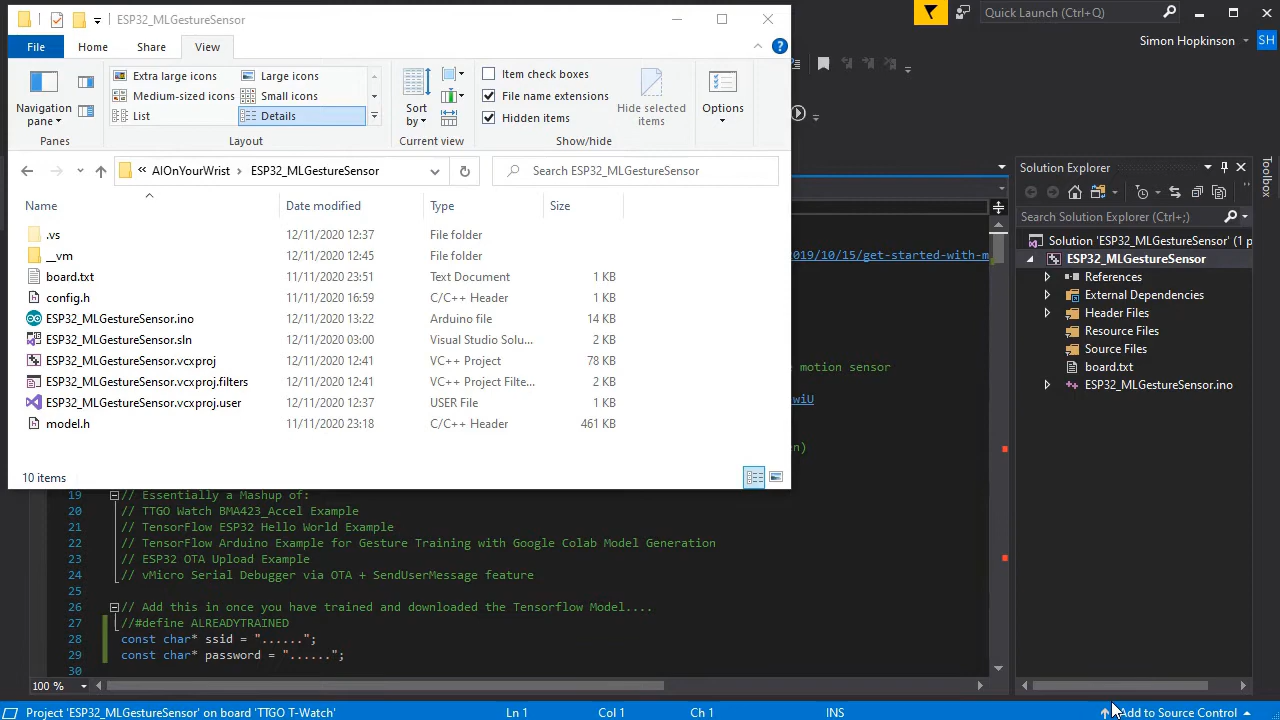 ESP32_MLGestureSensor
Quick Launch (Ctrl+Q)
File Home Share View
Simon Hopkinson SH
Navigation pane
Extra large icons
Large icons
Medium-sized icons
Small icons
List
Details
Sort by
Item check boxes
File name extensions
Hidden items
Hide selected items
Options
Panes
Layout
Current view
Show/hide
« AIOnYourWrist › ESP32_MLGestureSensor
Search ESP32_MLGestureSensor
Name Date modified Type Size
.vs 12/11/2020 12:37 File folder
__vm 12/11/2020 12:45 File folder
board.txt 11/11/2020 23:51 Text Document 1 KB
config.h 11/11/2020 16:59 C/C++ Header 1 KB
ESP32_MLGestureSensor.ino 12/11/2020 13:22 Arduino file 14 KB
ESP32_MLGestureSensor.sln 12/11/2020 03:00 Visual Studio Solu... 2 KB
ESP32_MLGestureSensor.vcxproj 12/11/2020 12:41 VC++ Project 78 KB
ESP32_MLGestureSensor.vcxproj.filters 12/11/2020 12:41 VC++ Project Filte... 2 KB
ESP32_MLGestureSensor.vcxproj.user 12/11/2020 12:37 USER File 1 KB
model.h 11/11/2020 23:18 C/C++ Header 461 KB
10 items
019/10/15/get-started-with-m
e motion sensor
wiU
n)
19 // Essentially a Mashup of:
20 // TTGO Watch BMA423_Accel Example
21 // TensorFlow ESP32 Hello World Example
22 // TensorFlow Arduino Example for Gesture Training with Google Colab Model Generation
23 // ESP32 OTA Upload Example
24 // vMicro Serial Debugger via OTA + SendUserMessage feature
25
26 // Add this in once you have trained and downloaded the Tensorflow Model....
27 //#define ALREADYTRAINED
28 const char* ssid = "......";
29 const char* password = "......";
30
100 %
Solution Explorer
Toolbox
Search Solution Explorer (Ctrl+;)
Solution 'ESP32_MLGestureSensor' (1 p
ESP32_MLGestureSensor
References
External Dependencies
Header Files
Resource Files
Source Files
board.txt
ESP32_MLGestureSensor.ino
Project 'ESP32_MLGestureSensor' on board 'TTGO T-Watch' Ln 1 Col 1 Ch 1 INS Add to Source Control